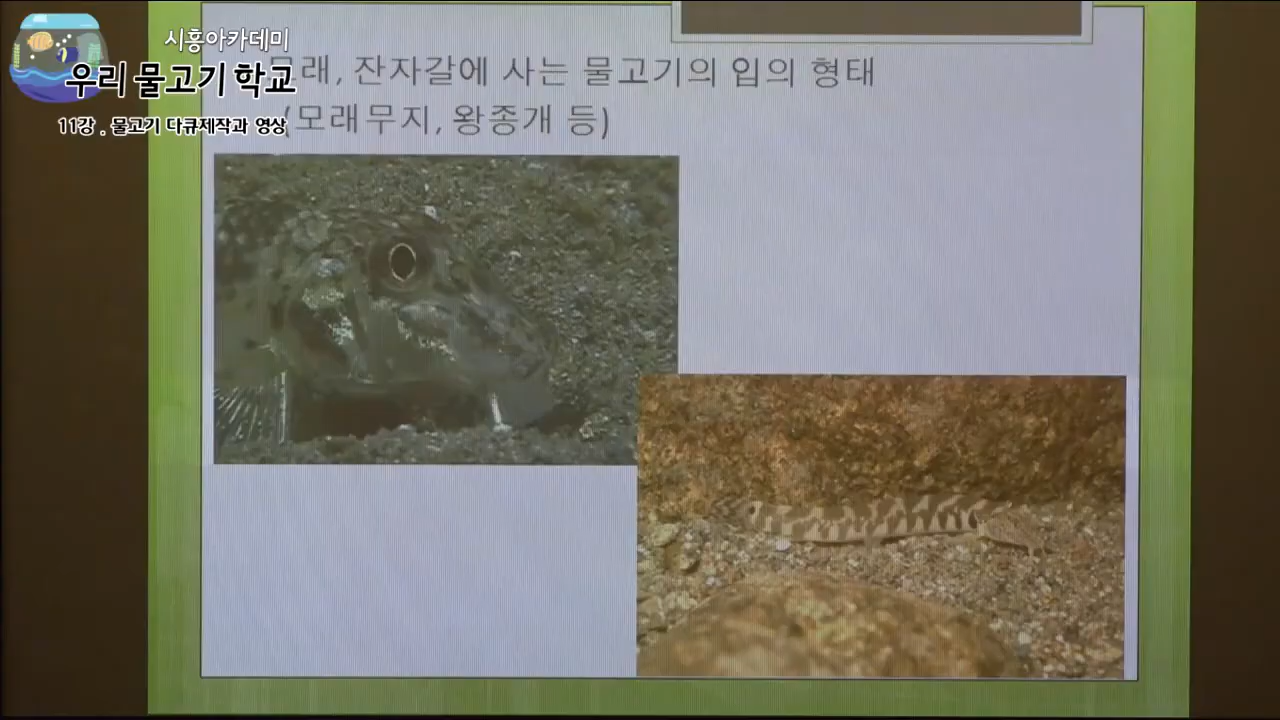 시흥아카데미
우리 물고기 학교
11강 . 물고기 다큐제작과 영상
모래, 잔자갈에 사는 물고기의 입의 형태
(모래무지, 왕종개 등)